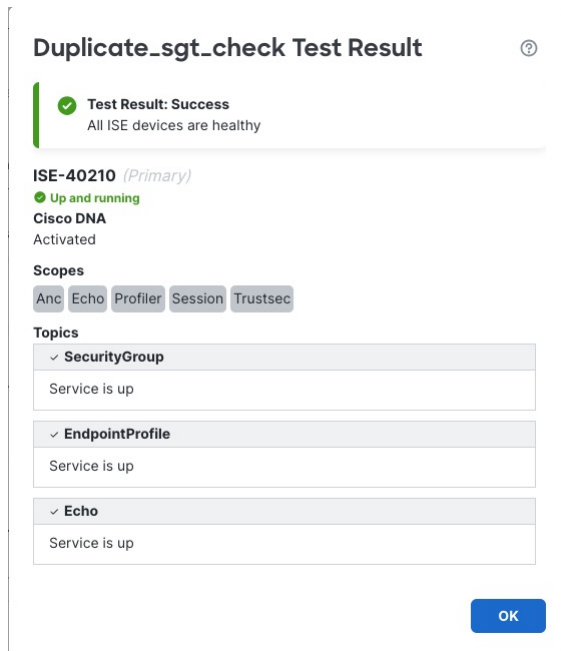 Duplicate_sgt_check Test Result
Test Result: Success
All ISE devices are healthy
ISE-40210 (Primary)
Up and running
Cisco DNA
Activated
Scopes
Anc Echo Profiler Session Trustsec
Topics
SecurityGroup
Service is up
EndpointProfile
Service is up
Echo
Service is up
OK